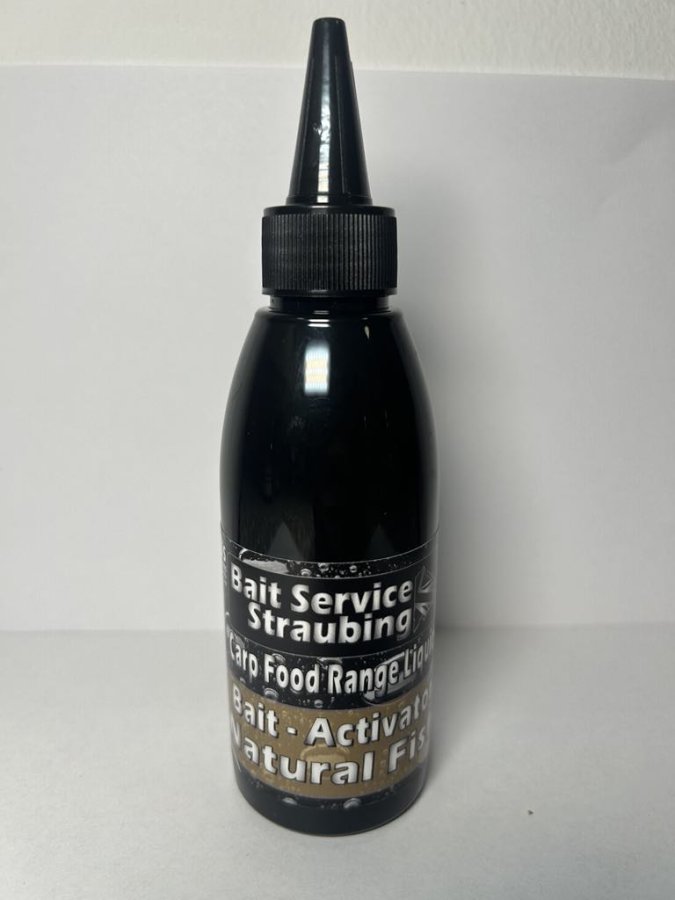 Bait Service
Straubing
Carp Food Range Liqui
Bait - Activato
Natural Fis